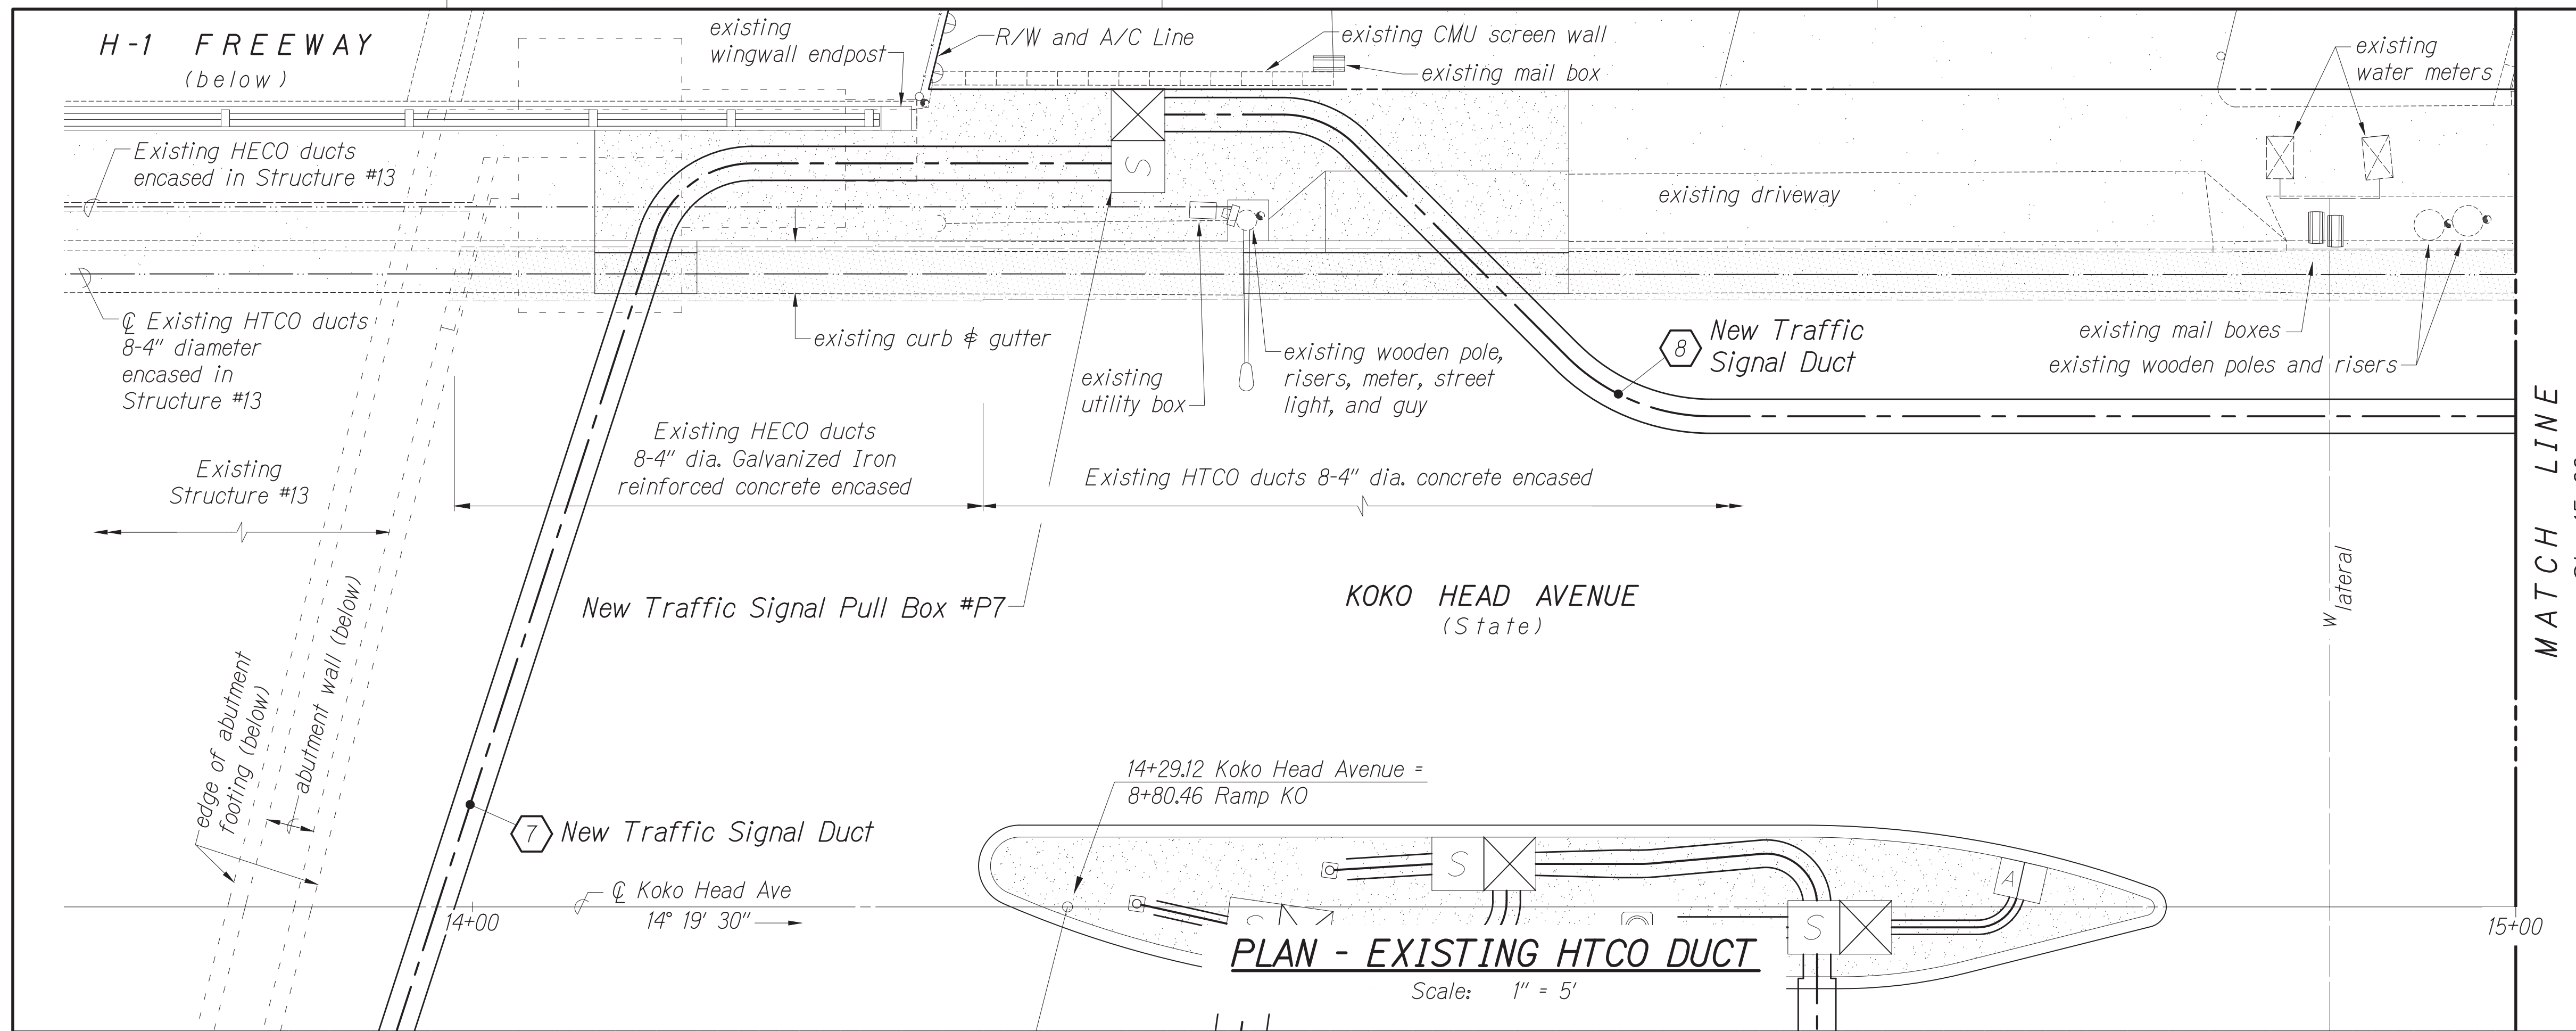 H-1 FREEWAY
(below)
existing
wingwall endpost
R/W and A/C Line
existing CMU screen wall
existing mail box
existing
water meters
Existing HECO ducts
encased in Structure #13
existing driveway
℄ Existing HTCO ducts
8-4" diameter
encased in
Structure #13
existing curb & gutter
existing
utility box
existing wooden pole,
risers, meter, street
light, and guy
8
New Traffic
Signal Duct
existing mail boxes
existing wooden poles and risers
Existing
Structure #13
Existing HECO ducts
8-4" dia. Galvanized Iron
reinforced concrete encased
Existing HTCO ducts 8-4" dia. concrete encased
MATCH LINE
New Traffic Signal Pull Box #P7
KOKO HEAD AVENUE
(State)
W lateral
edge of abutment
footing (below)
abutment wall (below)
14+29.12 Koko Head Avenue =
8+80.46 Ramp KO
7
New Traffic Signal Duct
℄ Koko Head Ave
14° 19' 30"
14+00
15+00
S
S
S
S
A
PLAN - EXISTING HTCO DUCT
Scale: 1" = 5'